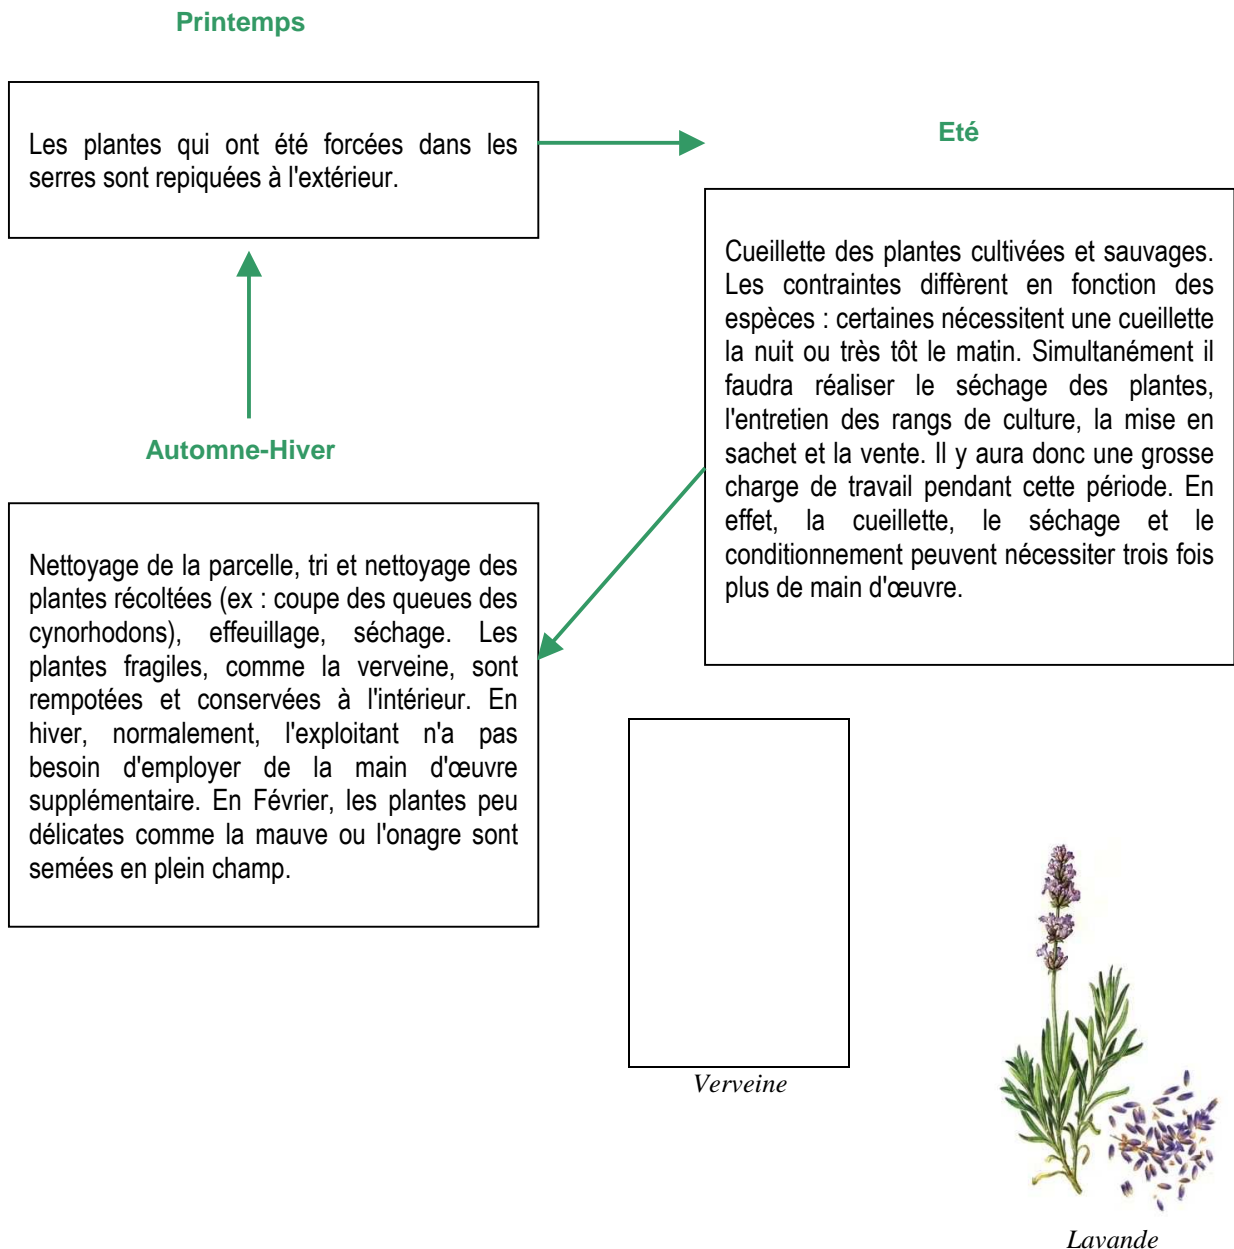 Printemps
Les plantes qui ont été forcées dans les
serres sont repiquées à l'extérieur.
Eté
Cueillette des plantes cultivées et sauvages.
Les contraintes diffèrent en fonction des
espèces : certaines nécessitent une cueillette
la nuit ou très tôt le matin. Simultanément il
faudra réaliser le séchage des plantes,
l'entretien des rangs de culture, la mise en
sachet et la vente. Il y aura donc une grosse
charge de travail pendant cette période. En
effet, la cueillette, le séchage et le
conditionnement peuvent nécessiter trois fois
plus de main d'œuvre.
Automne-Hiver
Nettoyage de la parcelle, tri et nettoyage des
plantes récoltées (ex : coupe des queues des
cynorhodons), effeuillage, séchage. Les
plantes fragiles, comme la verveine, sont
rempotées et conservées à l'intérieur. En
hiver, normalement, l'exploitant n'a pas
besoin d'employer de la main d'œuvre
supplémentaire. En Février, les plantes peu
délicates comme la mauve ou l'onagre sont
semées en plein champ.
Verveine
Lavande